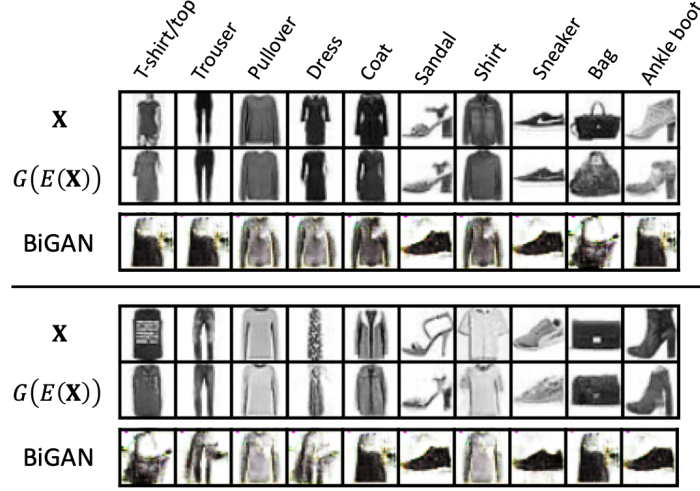 T-shirt/top Trouser Pullover Dress Coat Sandal Shirt Sneaker Bag Ankle boot
X
G(E(X))
BiGAN
X
G(E(X))
BiGAN